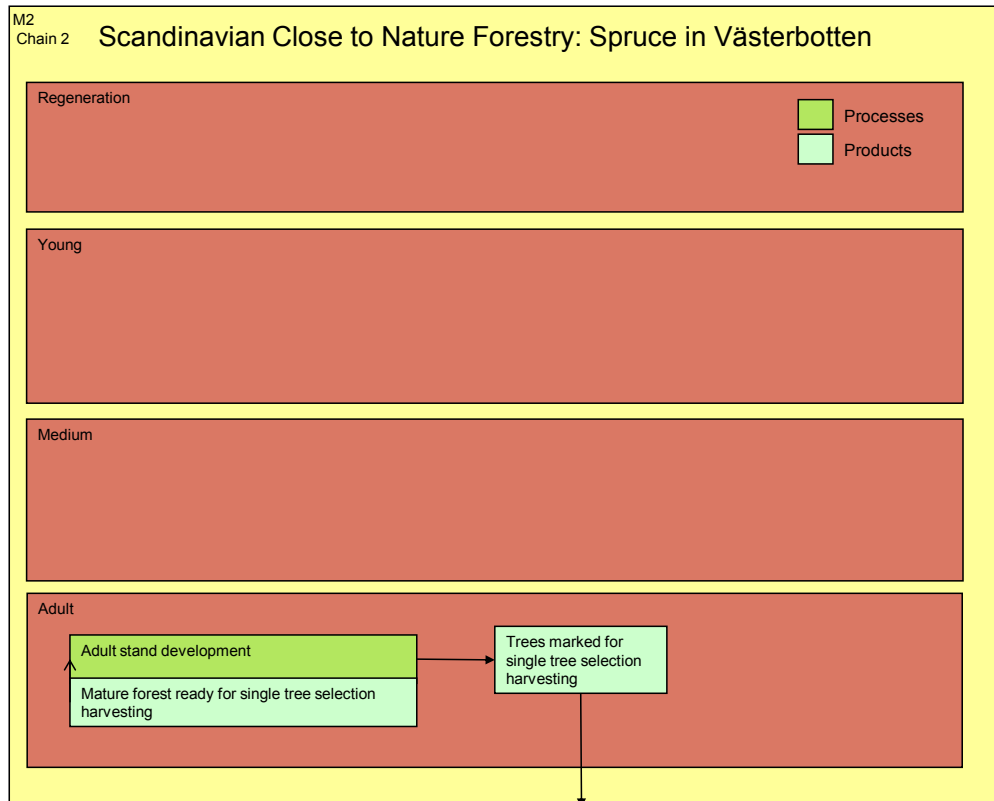 M2
Chain 2
Scandinavian Close to Nature Forestry: Spruce in Västerbotten
Regeneration
Processes
Products
Young
Medium
Adult
Adult stand development
Mature forest ready for single tree selection
harvesting
Trees marked for
single tree selection
harvesting